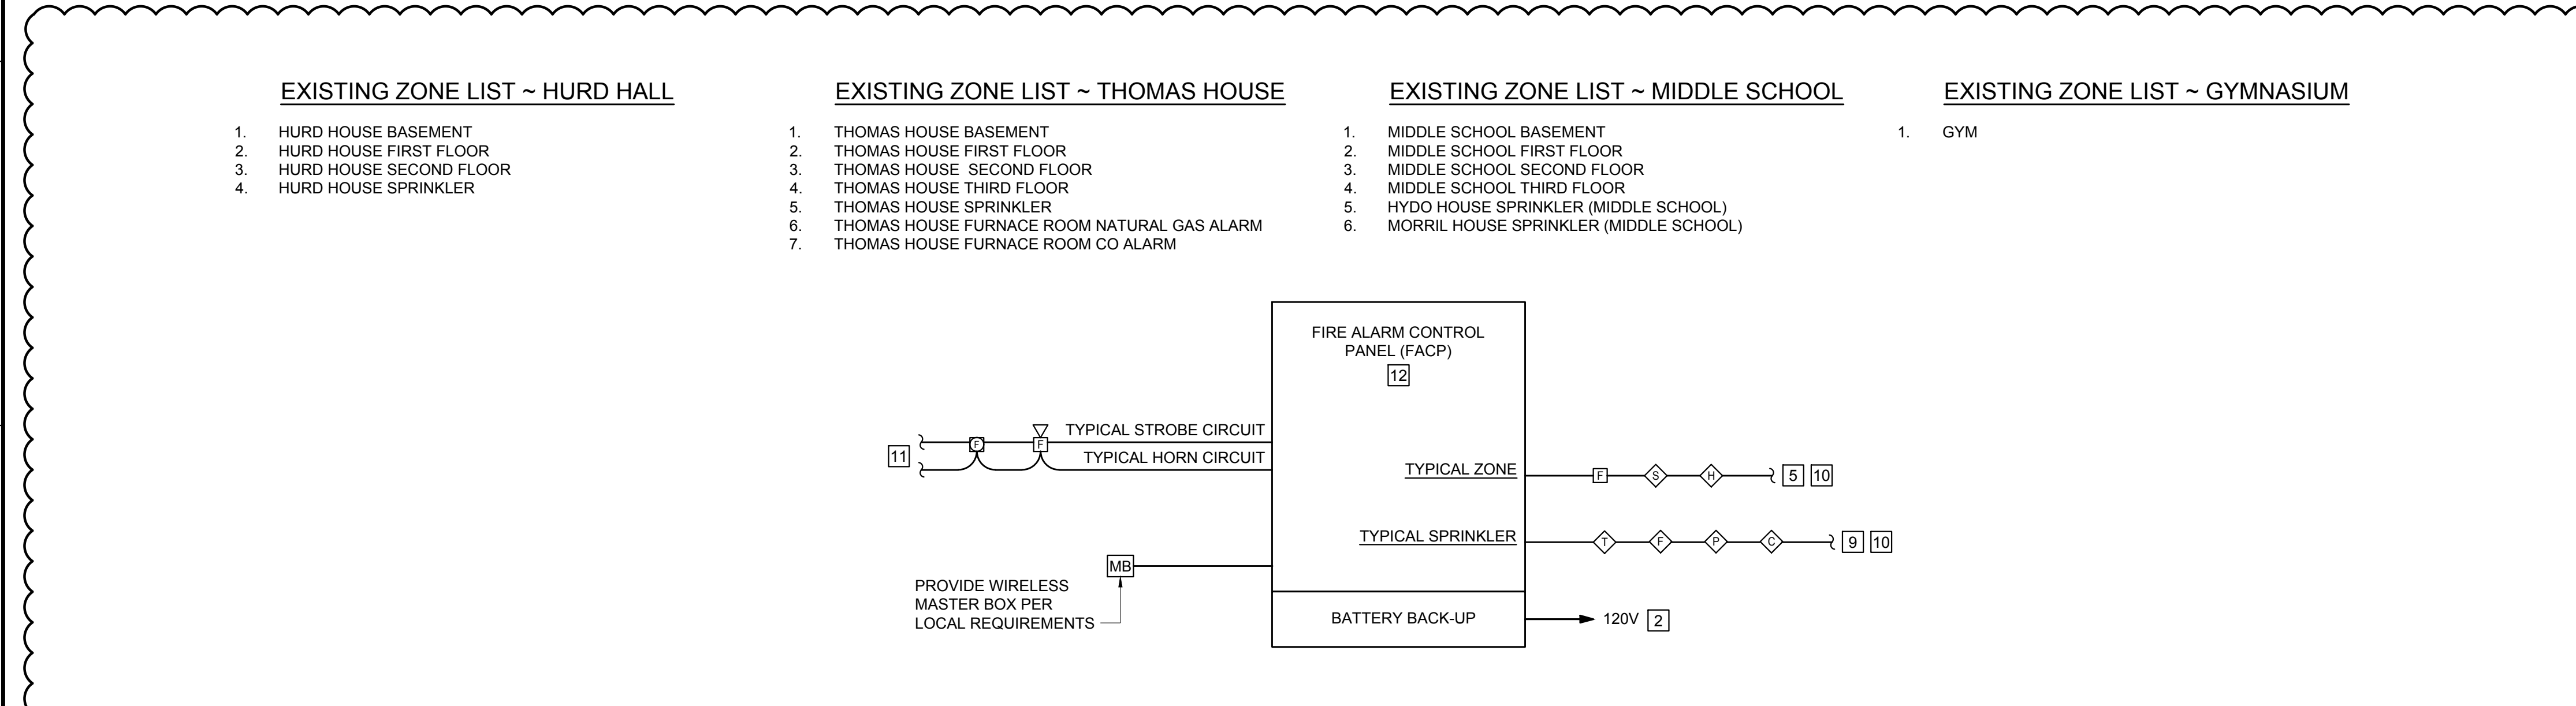 EXISTING ZONE LIST ~ HURD HALL
1. HURD HOUSE BASEMENT
2. HURD HOUSE FIRST FLOOR
3. HURD HOUSE SECOND FLOOR
4. HURD HOUSE SPRINKLER
EXISTING ZONE LIST ~ THOMAS HOUSE
1. THOMAS HOUSE BASEMENT
2. THOMAS HOUSE FIRST FLOOR
3. THOMAS HOUSE SECOND FLOOR
4. THOMAS HOUSE THIRD FLOOR
5. THOMAS HOUSE SPRINKLER
6. THOMAS HOUSE FURNACE ROOM NATURAL GAS ALARM
7. THOMAS HOUSE FURNACE ROOM CO ALARM
EXISTING ZONE LIST ~ MIDDLE SCHOOL
1. MIDDLE SCHOOL BASEMENT
2. MIDDLE SCHOOL FIRST FLOOR
3. MIDDLE SCHOOL SECOND FLOOR
4. MIDDLE SCHOOL THIRD FLOOR
5. HYDO HOUSE SPRINKLER (MIDDLE SCHOOL)
6. MORRIL HOUSE SPRINKLER (MIDDLE SCHOOL)
EXISTING ZONE LIST ~ GYMNASIUM
1. GYM
FIRE ALARM CONTROL
PANEL (FACP)
12
TYPICAL STROBE CIRCUIT
F F
11
TYPICAL HORN CIRCUIT
TYPICAL ZONE
F S H 5 10
TYPICAL SPRINKLER
T F P C 9 10
MB
PROVIDE WIRELESS
MASTER BOX PER
LOCAL REQUIREMENTS
BATTERY BACK-UP
120V 2